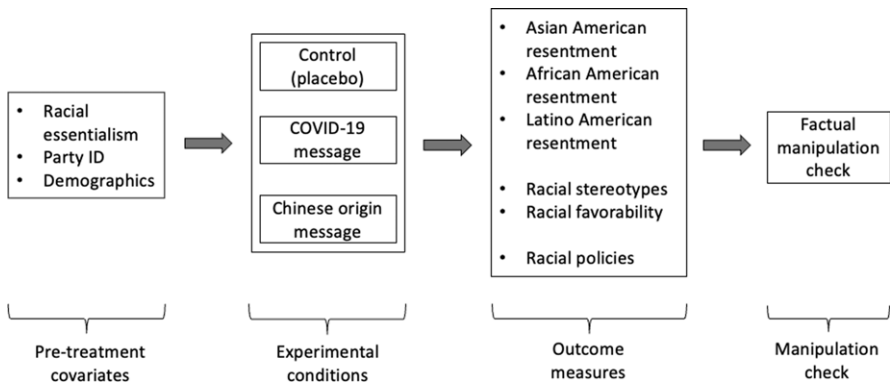 • Racial
essentialism
• Party ID
• Demographics
Control
(placebo)
COVID-19
message
Chinese origin
message
• Asian American
resentment
• African American
resentment
• Latino American
resentment
• Racial stereotypes
• Racial favorability
• Racial policies
Factual
manipulation
check
Pre-treatment
covariates
Experimental
conditions
Outcome
measures
Manipulation
check